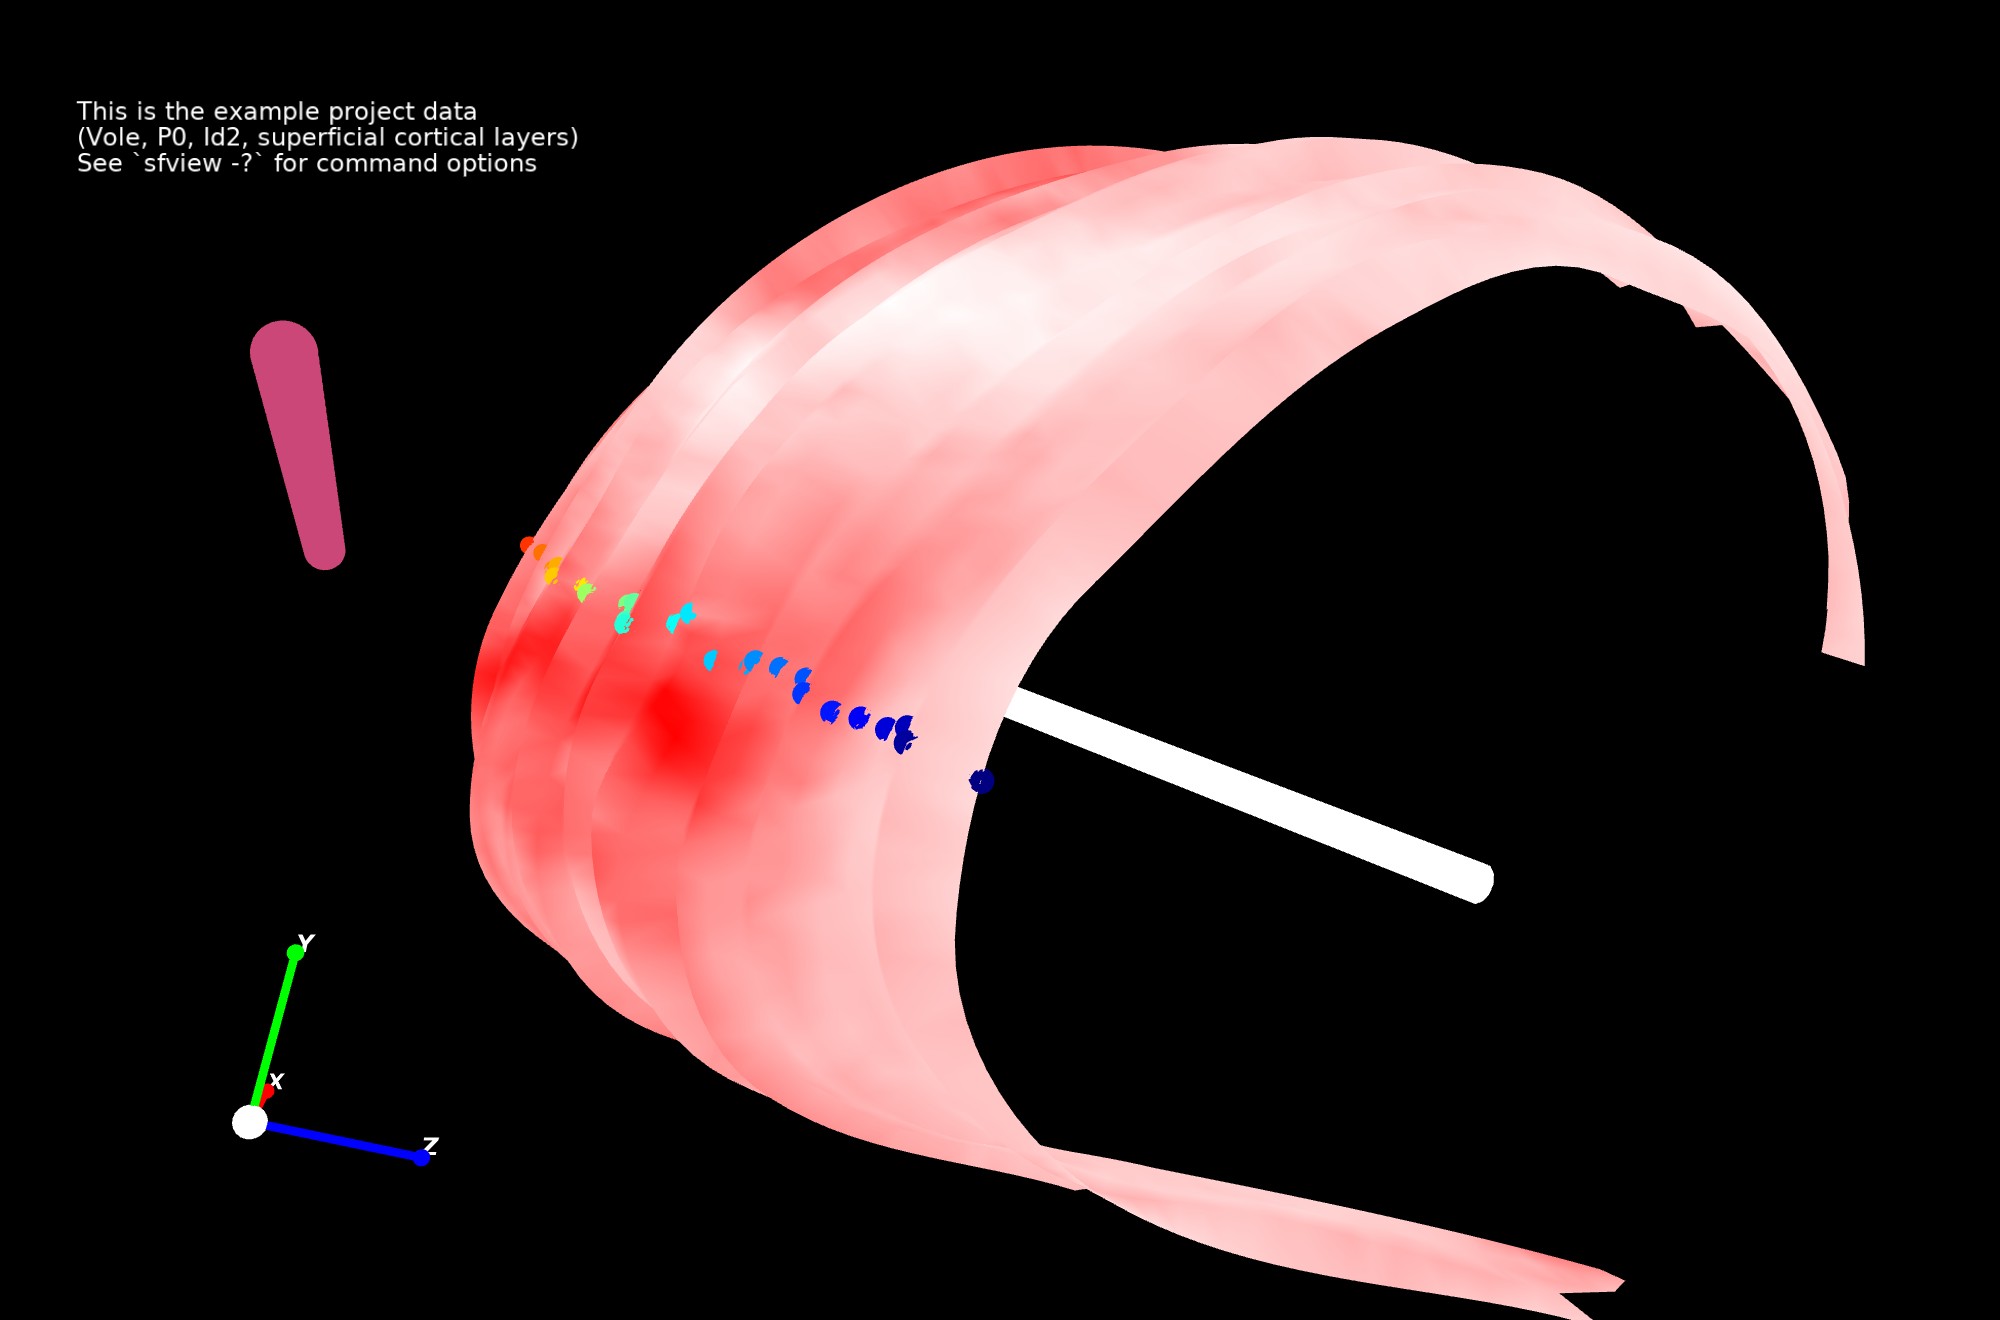 This is the example project data
(Vole, P0, Id2, superficial cortical layers)
See `sfview -?` for command options
Y
X
Z